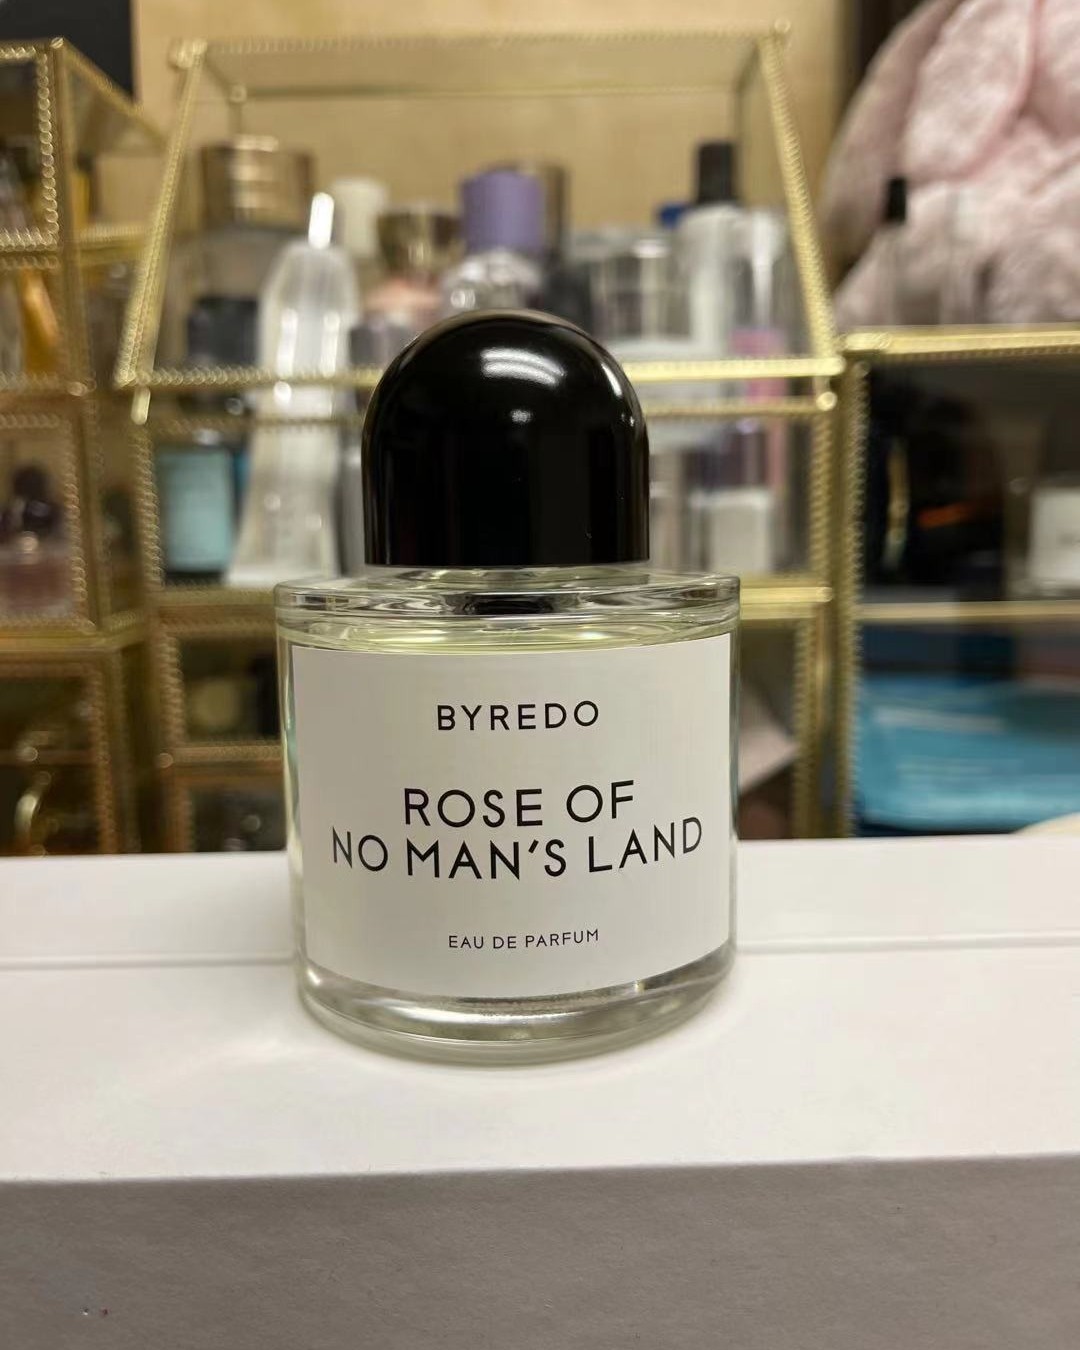 BYREDO
ROSE OF
NO MAN'S LAND
EAU DE PARFUM